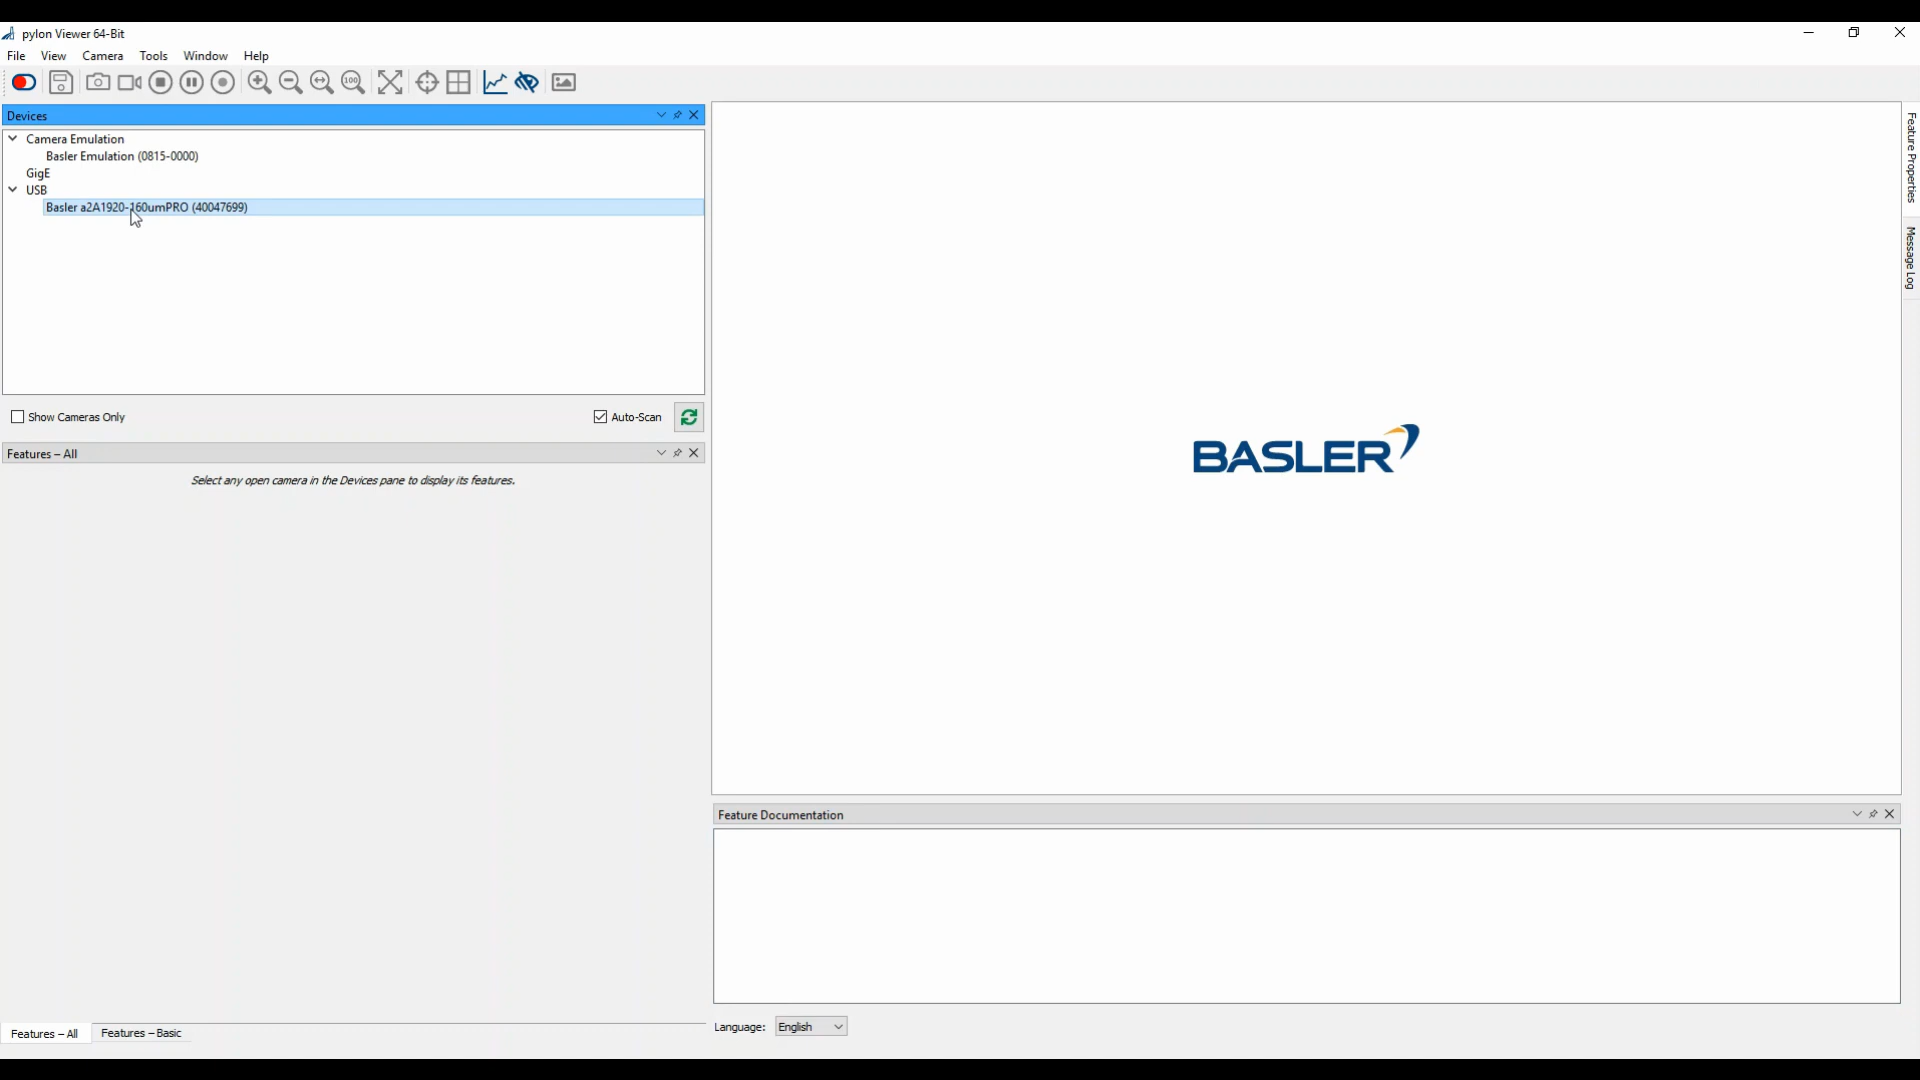 pylon Viewer 64-Bit
File View Camera Tools Window Help
100
Devices
Camera Emulation
Basler Emulation (0815-0000)
GigE
USB
Basler a2A1920-160umPRO (40047699)
Show Cameras Only
Auto-Scan
Features – All
Select any open camera in the Devices pane to display its features.
Features – All
Features – Basic
BASLER
Feature Documentation
Language: English
Feature Properties
Message Log